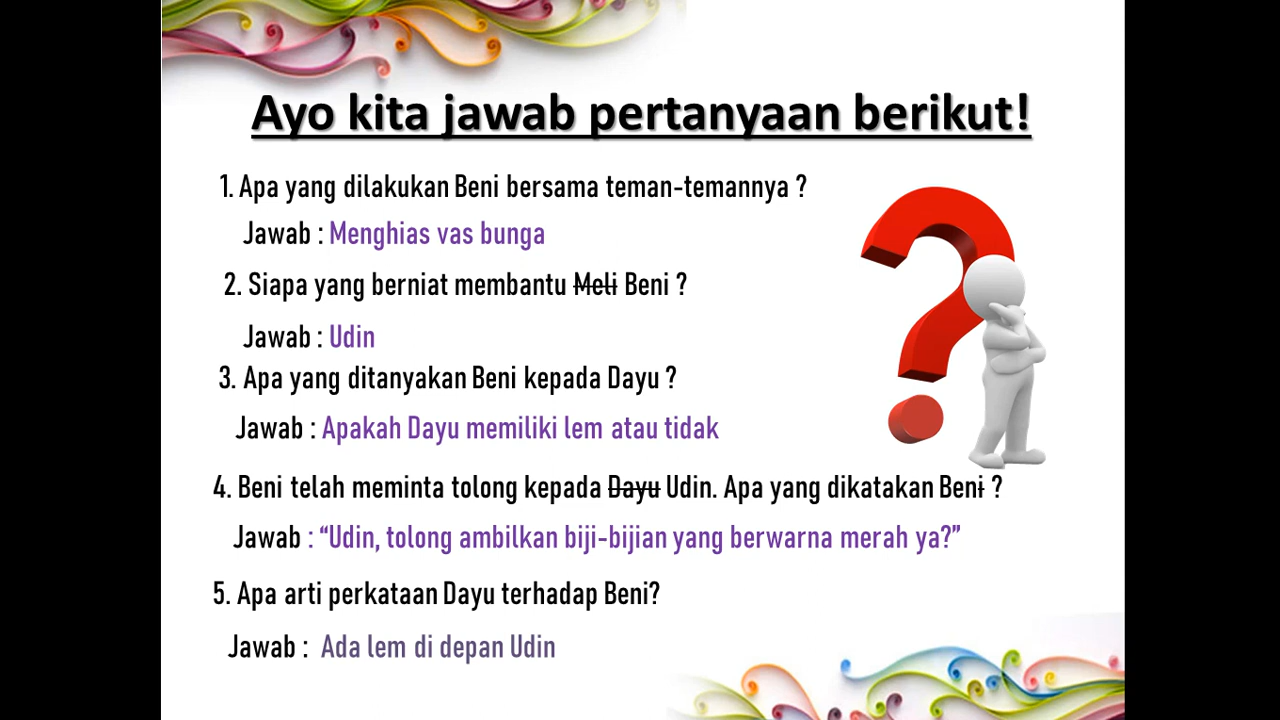 Ayo kita jawab pertanyaan berikut!
1. Apa yang dilakukan Beni bersama teman-temannya ?
Jawab : Menghias vas bunga
2. Siapa yang berniat membantu Meli Beni ?
Jawab : Udin
3. Apa yang ditanyakan Beni kepada Dayu ?
Jawab : Apakah Dayu memiliki lem atau tidak
4. Beni telah meminta tolong kepada Dayu Udin. Apa yang dikatakan Beni ?
Jawab : “Udin, tolong ambilkan biji-bijian yang berwarna merah ya?”
5. Apa arti perkataan Dayu terhadap Beni?
Jawab : Ada lem di depan Udin